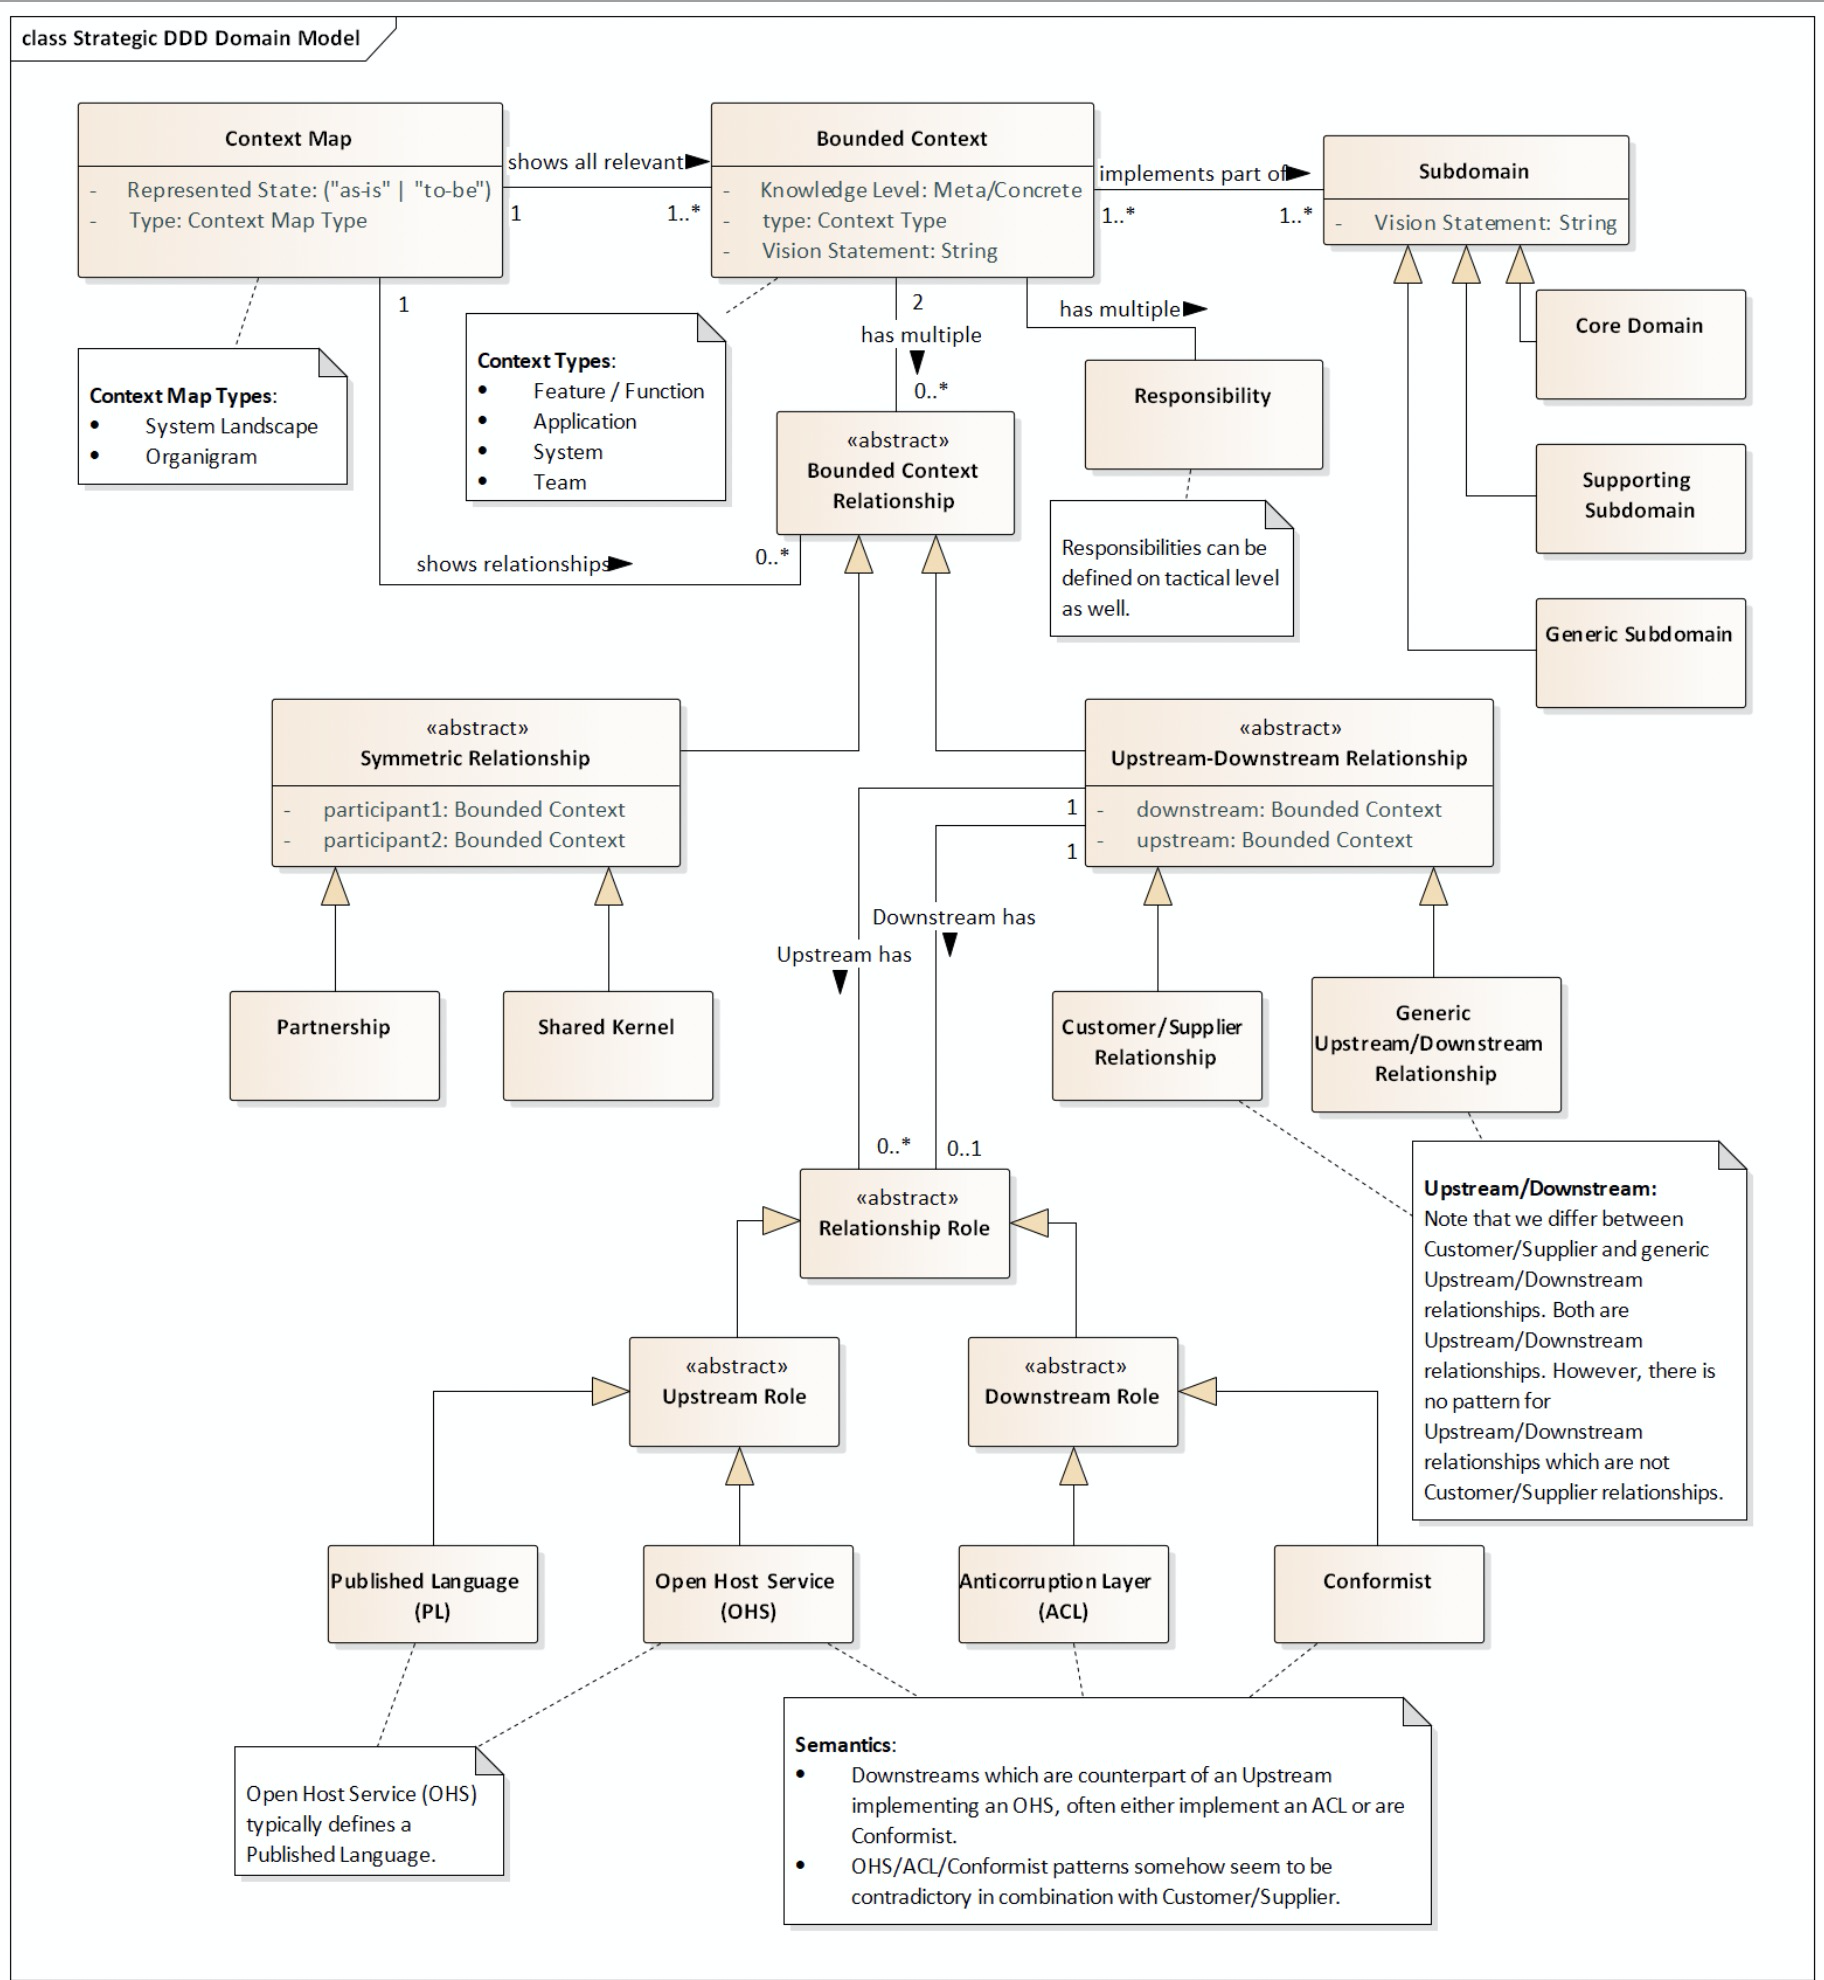 class Strategic DDD Domain Model
Context Map
- Represented State: ("as-is" | "to-be")
- Type: Context Map Type
shows all relevant
1
1..*
Bounded Context
- Knowledge Level: Meta/Concrete
- type: Context Type
- Vision Statement: String
implements part of
1..*
1..*
Subdomain
- Vision Statement: String
1
2
has multiple
0..*
has multiple
Context Map Types:
• System Landscape
• Organigram
Context Types:
• Feature / Function
• Application
• System
• Team
«abstract»
Bounded Context
Relationship
Responsibility
Core Domain
Supporting
Subdomain
Generic Subdomain
Responsibilities can be
defined on tactical level
as well.
shows relationships
0..*
«abstract»
Symmetric Relationship
- participant1: Bounded Context
- participant2: Bounded Context
«abstract»
Upstream-Downstream Relationship
- downstream: Bounded Context
- upstream: Bounded Context
1
1
Downstream has
Upstream has
Partnership
Shared Kernel
Customer/Supplier
Relationship
Generic
Upstream/Downstream
Relationship
0..*
0..1
«abstract»
Relationship Role
Upstream/Downstream:
Note that we differ between
Customer/Supplier and generic
Upstream/Downstream
relationships. Both are
Upstream/Downstream
relationships. However, there is
no pattern for
Upstream/Downstream
relationships which are not
Customer/Supplier relationships.
«abstract»
Upstream Role
«abstract»
Downstream Role
Published Language
(PL)
Open Host Service
(OHS)
Anticorruption Layer
(ACL)
Conformist
Open Host Service (OHS)
typically defines a
Published Language.
Semantics:
• Downstreams which are counterpart of an Upstream
implementing an OHS, often either implement an ACL or are
Conformist.
• OHS/ACL/Conformist patterns somehow seem to be
contradictory in combination with Customer/Supplier.